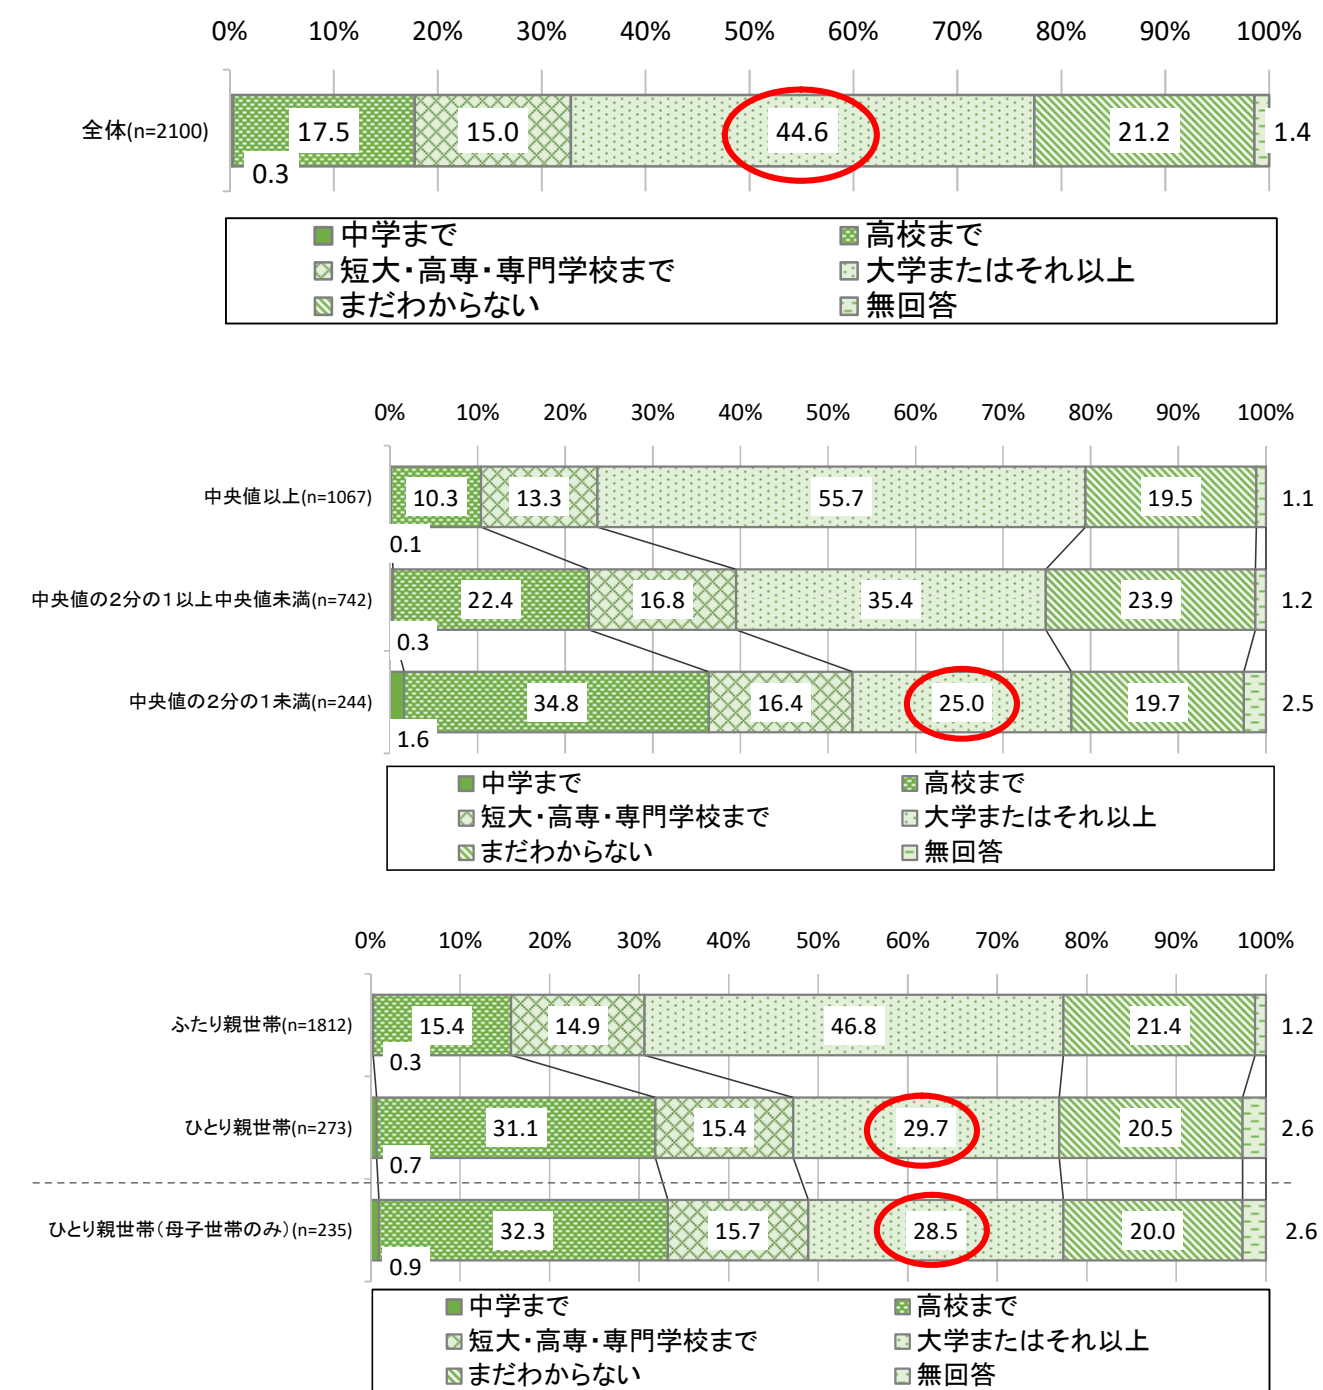 0% 10% 20% 30% 40% 50% 60% 70% 80% 90% 100%
全体(n=2100) 17.5 15.0 44.6 21.2 1.4
0.3
中学まで 高校まで
短大・高専・専門学校まで 大学またはそれ以上
まだわからない 無回答
0% 10% 20% 30% 40% 50% 60% 70% 80% 90% 100%
中央値以上(n=1067) 10.3 13.3 55.7 19.5 1.1
0.1
中央値の2分の1以上中央値未満(n=742) 22.4 16.8 35.4 23.9 1.2
0.3
中央値の2分の1未満(n=244) 34.8 16.4 25.0 19.7 2.5
1.6
中学まで 高校まで
短大・高専・専門学校まで 大学またはそれ以上
まだわからない 無回答
0% 10% 20% 30% 40% 50% 60% 70% 80% 90% 100%
ふたり親世帯(n=1812) 15.4 14.9 46.8 21.4 1.2
0.3
ひとり親世帯(n=273) 31.1 15.4 29.7 20.5 2.6
0.7
ひとり親世帯(母子世帯のみ)(n=235) 32.3 15.7 28.5 20.0 2.6
0.9
中学まで 高校まで
短大・高専・専門学校まで 大学またはそれ以上
まだわからない 無回答